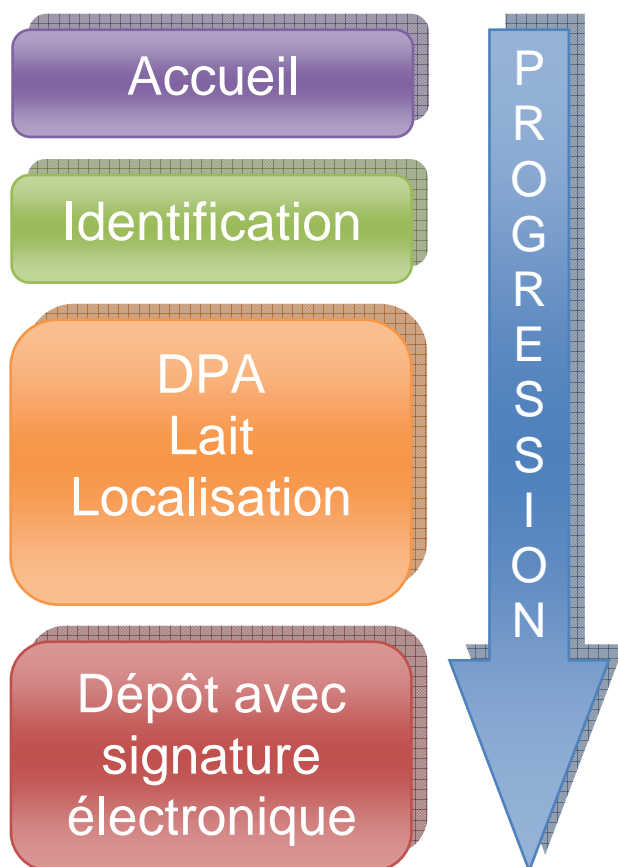 Accueil
Identification
DPA
Lait
Localisation
Dépôt avec
signature
électronique
P
R
O
G
R
E
S
S
I
O
N